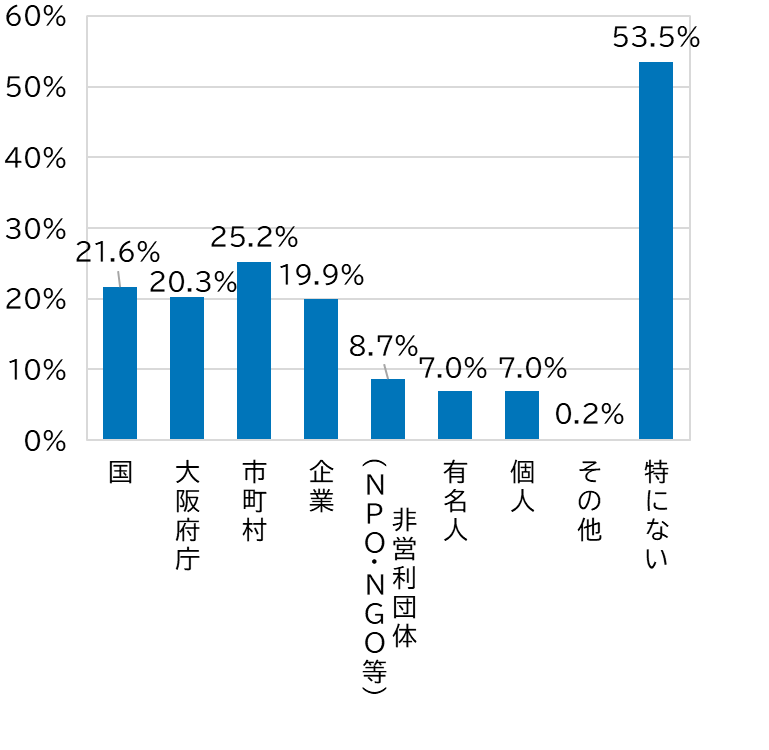 60%
50%
40%
30%
20%
10%
0%
21.6%
20.3%
25.2%
19.9%
8.7%
7.0%
7.0%
0.2%
53.5%
国
大阪府庁
市町村
企業
非営利団体
(NPO・NGO等)
有名人
個人
その他
特にない